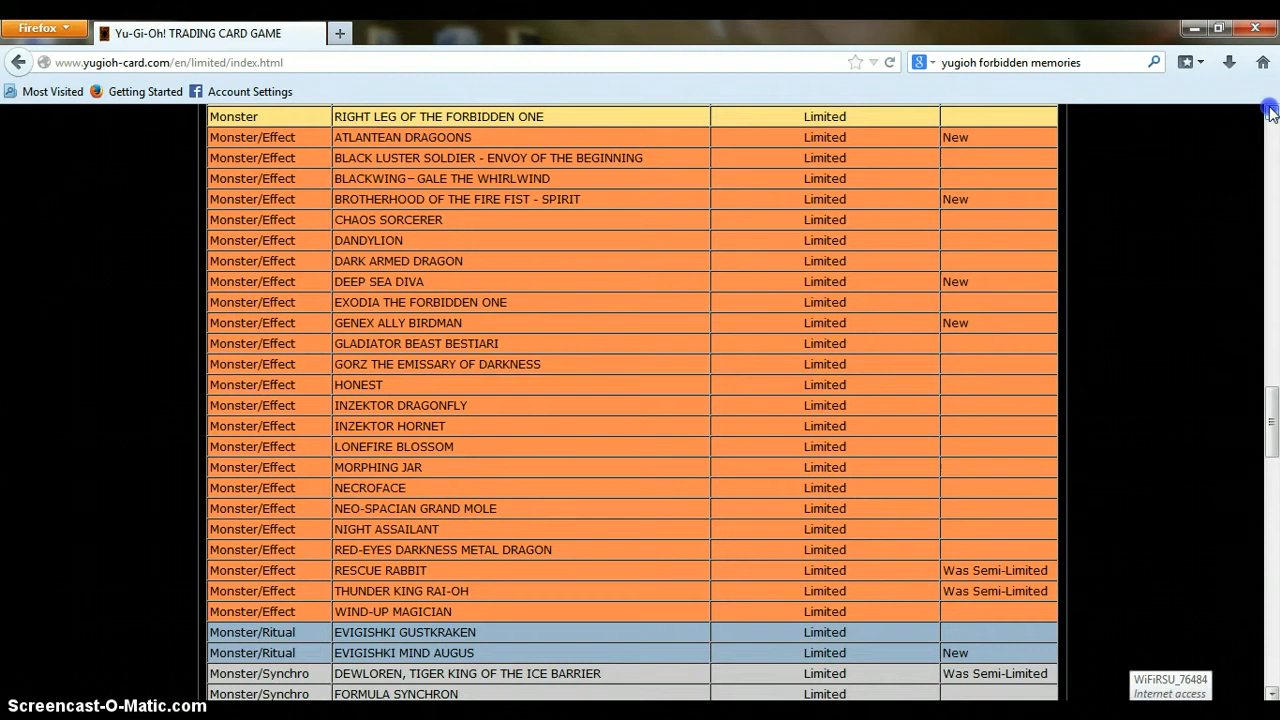 Firefox
Yu-Gi-Oh! TRADING CARD GAME
www.yugioh-card.com/en/limited/index.html
yugioh forbidden memories
Most Visited Getting Started Account Settings
Monster RIGHT LEG OF THE FORBIDDEN ONE Limited
Monster/Effect ATLANTEAN DRAGOONS Limited New
Monster/Effect BLACK LUSTER SOLDIER - ENVOY OF THE BEGINNING Limited
Monster/Effect BLACKWING – GALE THE WHIRLWIND Limited
Monster/Effect BROTHERHOOD OF THE FIRE FIST - SPIRIT Limited New
Monster/Effect CHAOS SORCERER Limited
Monster/Effect DANDYLION Limited
Monster/Effect DARK ARMED DRAGON Limited
Monster/Effect DEEP SEA DIVA Limited New
Monster/Effect EXODIA THE FORBIDDEN ONE Limited
Monster/Effect GENEX ALLY BIRDMAN Limited New
Monster/Effect GLADIATOR BEAST BESTIARI Limited
Monster/Effect GORZ THE EMISSARY OF DARKNESS Limited
Monster/Effect HONEST Limited
Monster/Effect INZEKTOR DRAGONFLY Limited
Monster/Effect INZEKTOR HORNET Limited
Monster/Effect LONEFIRE BLOSSOM Limited
Monster/Effect MORPHING JAR Limited
Monster/Effect NECROFACE Limited
Monster/Effect NEO-SPACIAN GRAND MOLE Limited
Monster/Effect NIGHT ASSAILANT Limited
Monster/Effect RED-EYES DARKNESS METAL DRAGON Limited
Monster/Effect RESCUE RABBIT Limited Was Semi-Limited
Monster/Effect THUNDER KING RAI-OH Limited Was Semi-Limited
Monster/Effect WIND-UP MAGICIAN Limited
Monster/Ritual EVIGISHKI GUSTKRAKEN Limited
Monster/Ritual EVIGISHKI MIND AUGUS Limited New
Monster/Synchro DEWLOREN, TIGER KING OF THE ICE BARRIER Limited Was Semi-Limited
Monster/Synchro FORMULA SYNCHRON Limited
WiFiRSU_76484
Internet access
Screencast-O-Matic.com